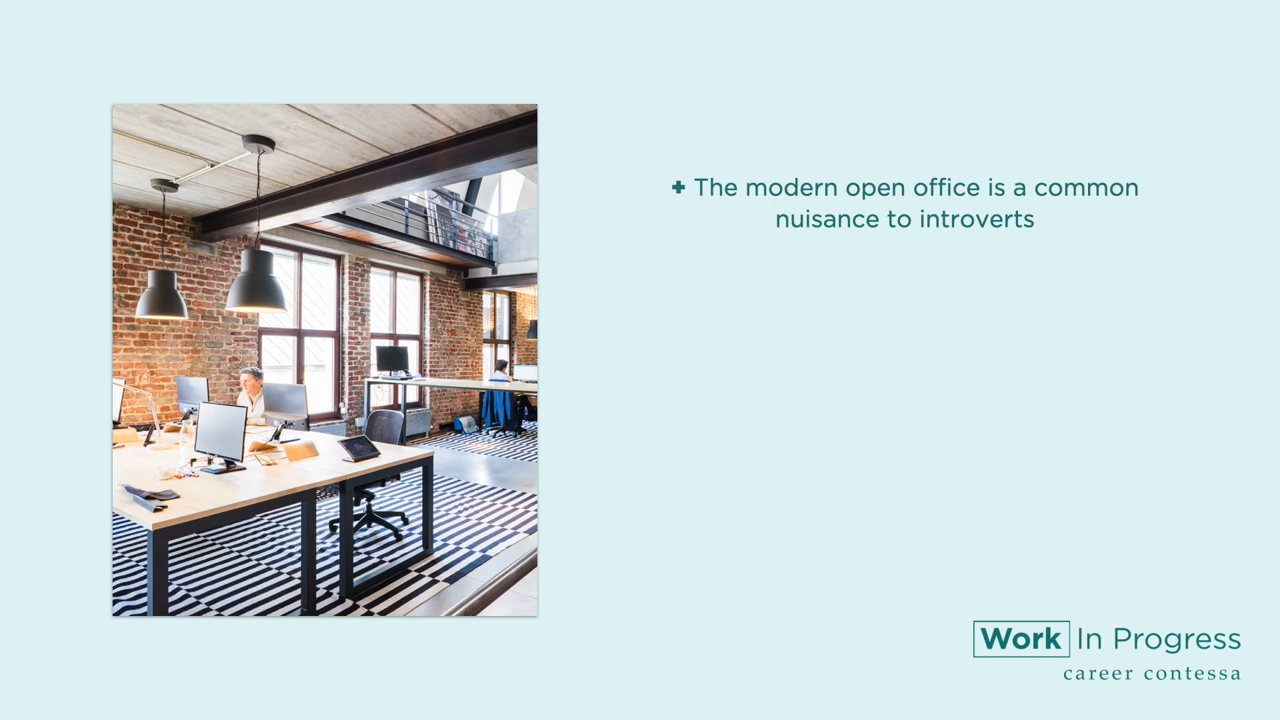 + The modern open office is a common
nuisance to introverts
Work In Progress
career contessa